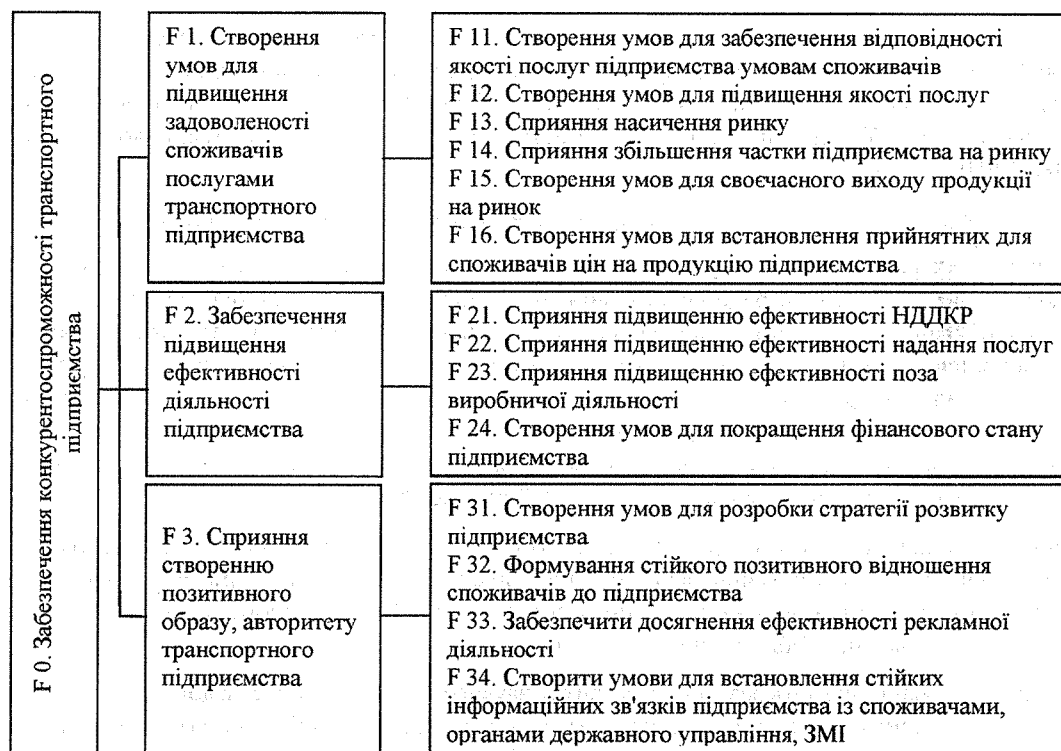 F 0. Забезпечення конкурентоспроможності транспортного
підприємства
F 1. Створення
умов для
підвищення
задоволеності
споживачів
послугами
транспортного
підприємства
F 11. Створення умов для забезпечення відповідності
якості послуг підприємства умовам споживачів
F 12. Створення умов для підвищення якості послуг
F 13. Сприяння насичення ринку
F 14. Сприяння збільшення частки підприємства на ринку
F 15. Створення умов для своєчасного виходу продукції
на ринок
F 16. Створення умов для встановлення прийнятних для
споживачів цін на продукцію підприємства
F 2. Забезпечення
підвищення
ефективності
діяльності
підприємства
F 21. Сприяння підвищенню ефективності НДДКР
F 22. Сприяння підвищенню ефективності надання послуг
F 23. Сприяння підвищенню ефективності поза
виробничої діяльності
F 24. Створення умов для покращення фінансового стану
підприємства
F 3. Сприяння
створенню
позитивного
образу, авторитету
транспортного
підприємства
F 31. Створення умов для розробки стратегії розвитку
підприємства
F 32. Формування стійкого позитивного відношення
споживачів до підприємства
F 33. Забезпечити досягнення ефективності рекламної
діяльності
F 34. Створити умови для встановлення стійких
інформаційних зв'язків підприємства із споживачами,
органами державного управління, ЗМІ